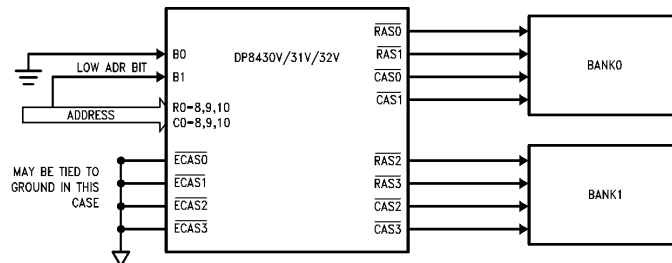 DP8430V/31V/32V
B0
LOW ADR BIT
B1
ADDRESS
R0–8,9,10
C0–8,9,10
MAY BE TIED TO
GROUND IN THIS
CASE
ECAS0
ECAS1
ECAS2
ECAS3
RAS0
RAS1
CAS0
CAS1
RAS2
RAS3
CAS2
CAS3
BANK0
BANK1